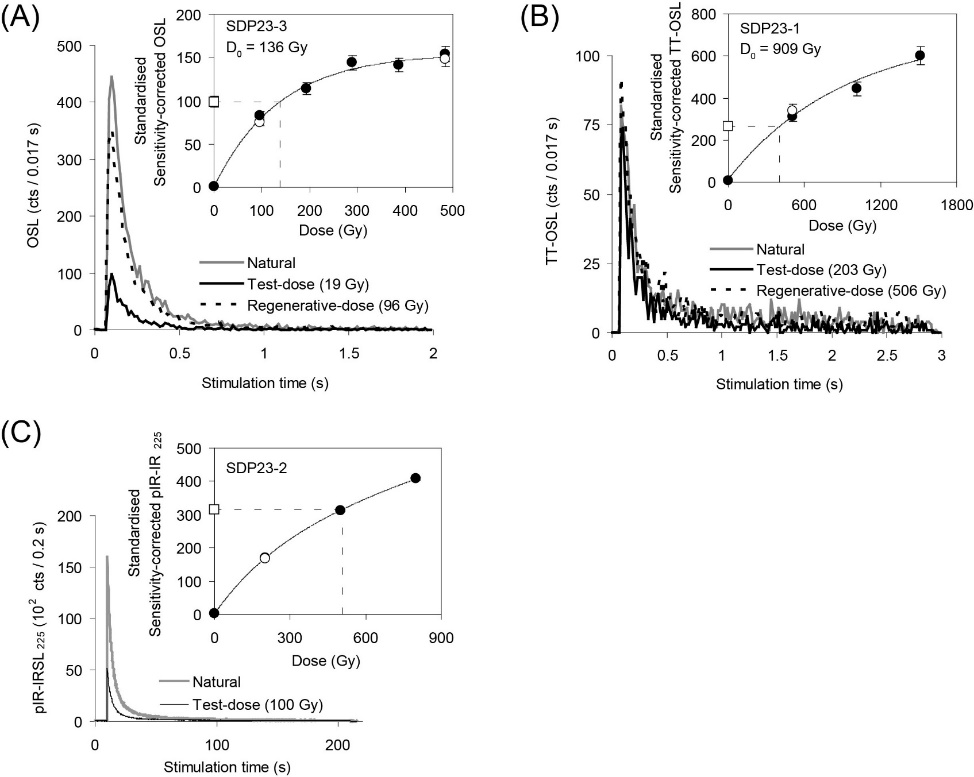 (A)
Standardised
Sensitivity-corrected OSL
200
150
100
50
0
SDP23-3
D0 = 136 Gy
0 100 200 300 400 500
Dose (Gy)
OSL (cts / 0.017 s)
500
400
300
200
100
0
Natural
Test-dose (19 Gy)
Regenerative-dose (96 Gy)
0 0.5 1 1.5 2
Stimulation time (s)
(B)
Standardised
Sensitivity-corrected TT-OSL
800
600
400
200
0
SDP23-1
D0 = 909 Gy
0 600 1200 1800
Dose (Gy)
TT-OSL (cts / 0.017 s)
100
75
50
25
0
Natural
Test-dose (203 Gy)
Regenerative-dose (506 Gy)
0 0.5 1 1.5 2 2.5 3
Stimulation time (s)
(C)
Standardised
Sensitivity-corrected pIR-IR 225
500
400
300
200
100
0
SDP23-2
0 300 600 900
Dose (Gy)
pIR-IRSL 225 (10² cts / 0.2 s)
200
150
100
50
0
Natural
Test-dose (100 Gy)
0 100 200
Stimulation time (s)